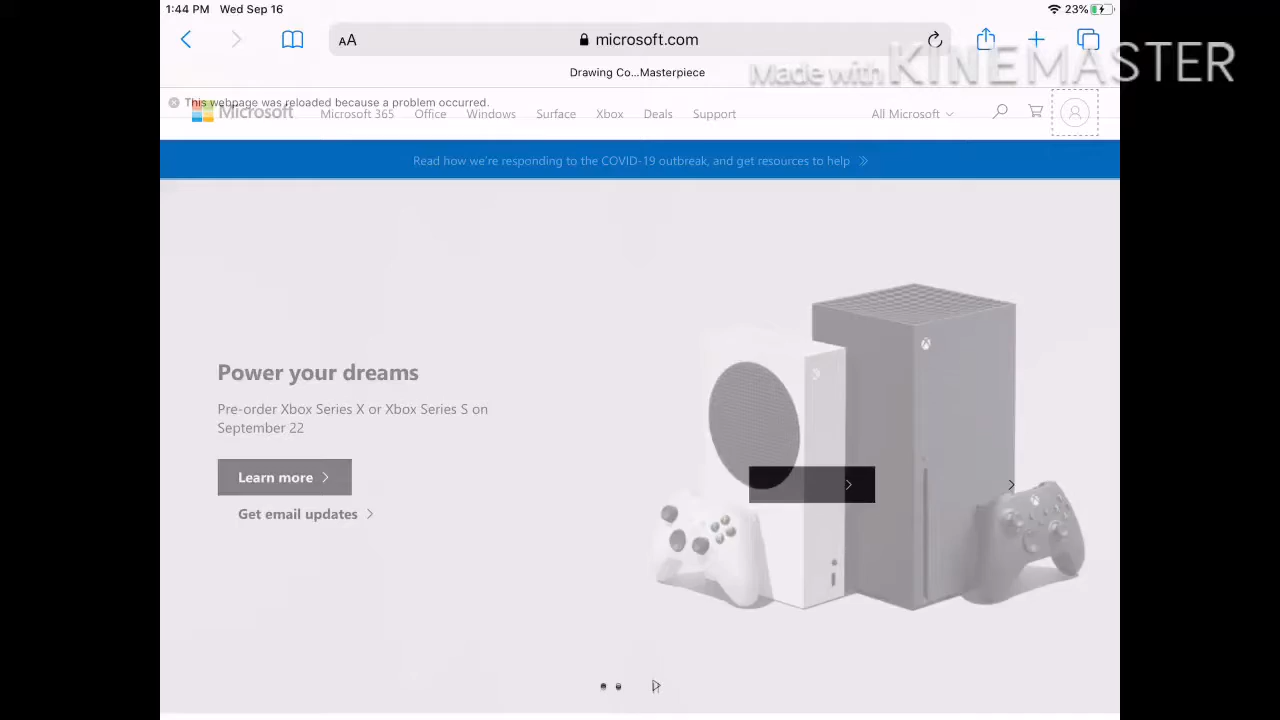 1:44 PM Wed Sep 16 23%
AA microsoft.com
Drawing Co...Masterpiece
Made with KINEMASTER
This webpage was reloaded because a problem occurred.
Microsoft Microsoft 365 Office Windows Surface Xbox Deals Support All Microsoft
Read how we're responding to the COVID-19 outbreak, and get resources to help
Power your dreams
Pre-order Xbox Series X or Xbox Series S on
September 22
Learn more
Get email updates